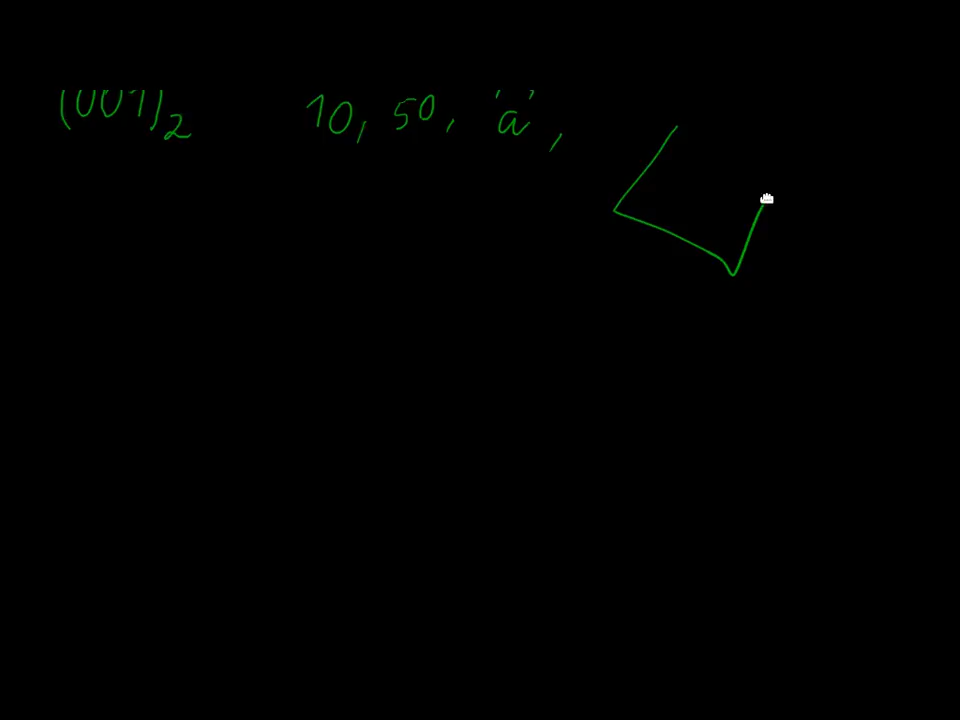 (001)₂ 10, 50, 'a',